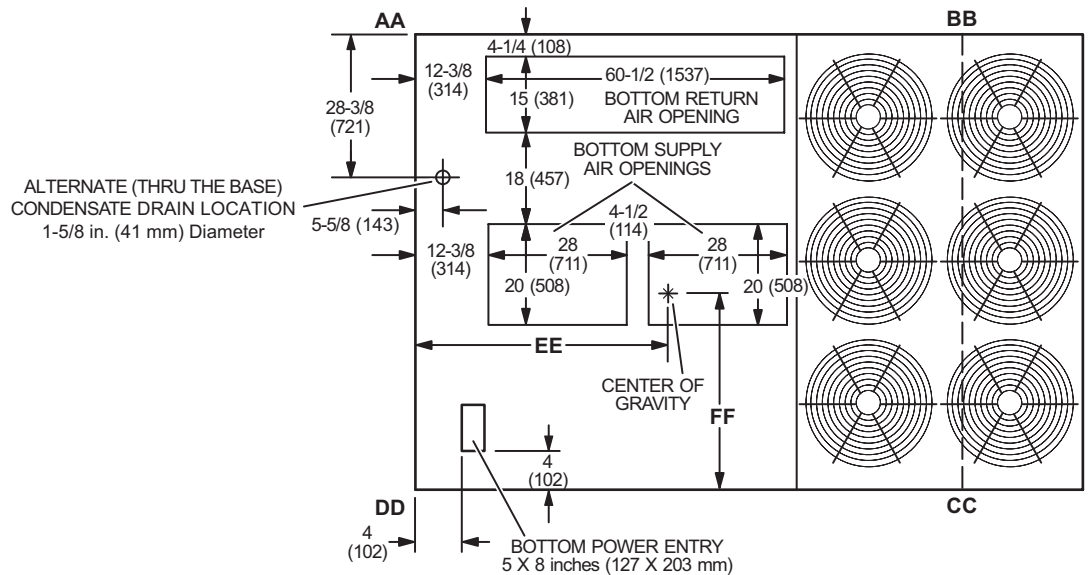 AA
BB
4-1/4 (108)
12-3/8
(314)
60-1/2 (1537)
28-3/8
(721)
15 (381)
BOTTOM RETURN
AIR OPENING
BOTTOM SUPPLY
AIR OPENINGS
18 (457)
ALTERNATE (THRU THE BASE)
CONDENSATE DRAIN LOCATION
1-5/8 in. (41 mm) Diameter
5-5/8 (143)
4-1/2
(114)
12-3/8
(314)
28
(711)
28
(711)
20 (508)
20 (508)
EE
CENTER OF
GRAVITY
FF
4
(102)
DD
CC
4
(102)
BOTTOM POWER ENTRY
5 X 8 inches (127 X 203 mm)